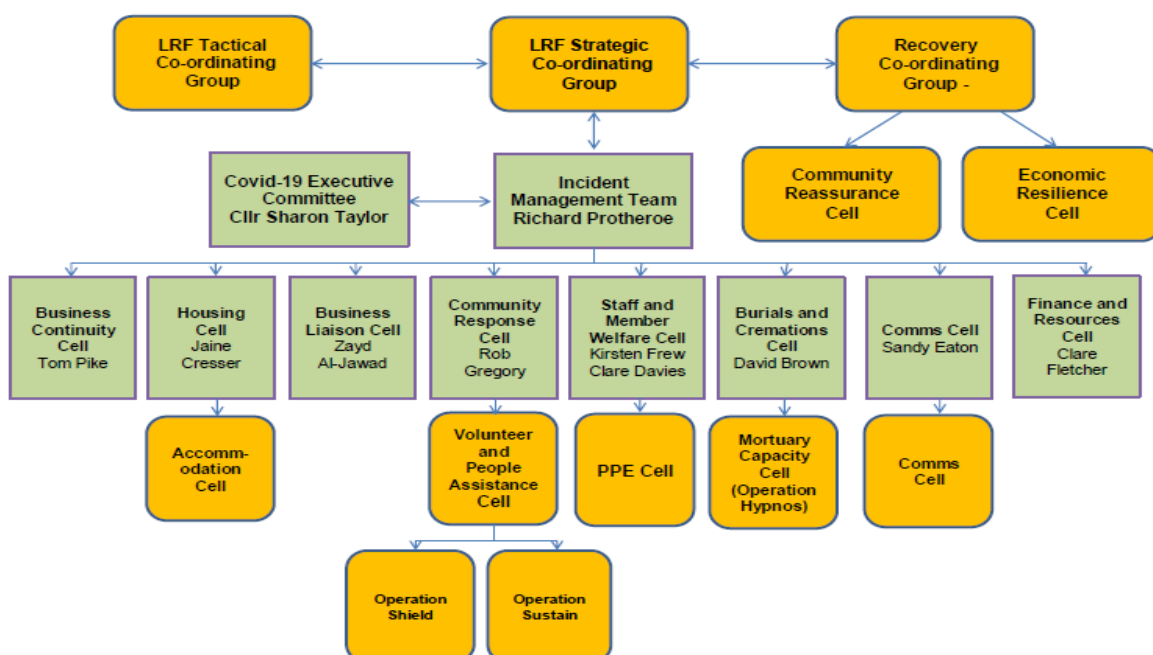 LRF Tactical
Co-ordinating
Group
LRF Strategic
Co-ordinating
Group
Recovery
Co-ordinating
Group -
Covid-19 Executive
Committee
Cllr Sharon Taylor
Incident
Management Team
Richard Protheroe
Community
Reassurance
Cell
Economic
Resilience
Cell
Business
Continuity
Cell
Tom Pike
Housing
Cell
Jaine
Cresser
Business
Liaison Cell
Zayd
Al-Jawad
Community
Response
Cell
Rob
Gregory
Staff and
Member
Welfare Cell
Kirsten Frew
Clare Davies
Burials and
Cremations
Cell
David Brown
Comms Cell
Sandy Eaton
Finance and
Resources
Cell
Clare
Fletcher
Accomm-
odation
Cell
Volunteer
and
People
Assistance
Cell
PPE Cell
Mortuary
Capacity
Cell
(Operation
Hypnos)
Comms
Cell
Operation
Shield
Operation
Sustain